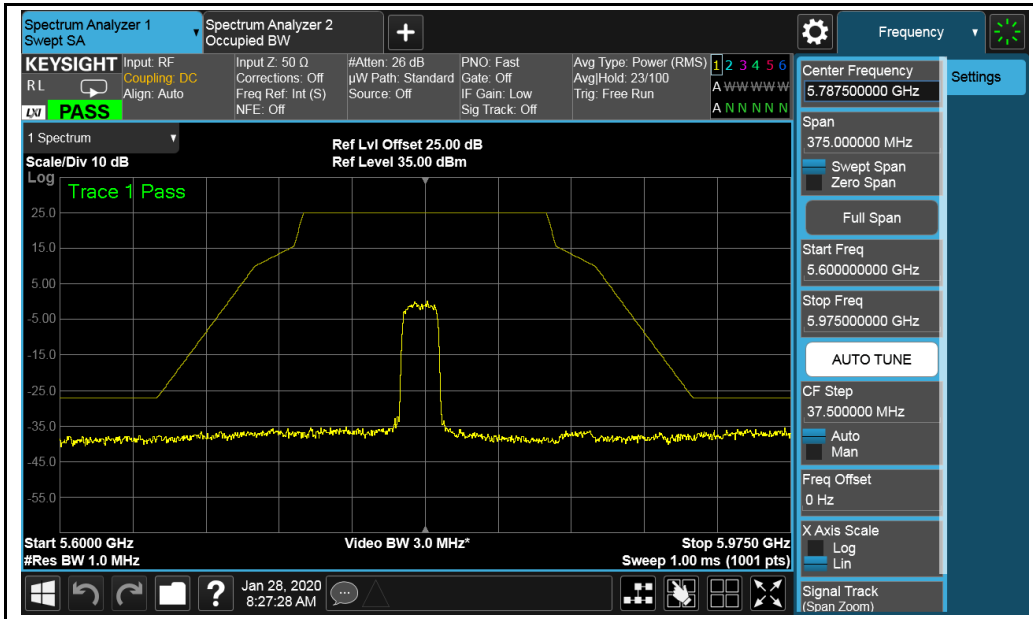 Spectrum Analyzer 1
Swept SA
Spectrum Analyzer 2
Occupied BW
Frequency
KEYSIGHT
R L
LXI
PASS
Input: RF
Coupling: DC
Align: Auto
Input Z: 50 Ω
Corrections: Off
Freq Ref: Int (S)
NFE: Off
#Atten: 26 dB
µW Path: Standard
Source: Off
PNO: Fast
Gate: Off
IF Gain: Low
Sig Track: Off
Avg Type: Power (RMS)
Avg|Hold: 23/100
Trig: Free Run
1 2 3 4 5 6
A W W W W W
A N N N N N
1 Spectrum
Scale/Div 10 dB
Ref Lvl Offset 25.00 dB
Ref Level 35.00 dBm
Log
Trace 1 Pass
25.0
15.0
5.00
-5.00
-15.0
-25.0
-35.0
-45.0
-55.0
Start 5.6000 GHz
#Res BW 1.0 MHz
Video BW 3.0 MHz*
Stop 5.9750 GHz
Sweep 1.00 ms (1001 pts)
?
Jan 28, 2020
8:27:28 AM
Center Frequency
5.787500000 GHz
Span
375.000000 MHz
Swept Span
Zero Span
Full Span
Start Freq
5.600000000 GHz
Stop Freq
5.975000000 GHz
AUTO TUNE
CF Step
37.500000 MHz
Auto
Man
Freq Offset
0 Hz
X Axis Scale
Log
Lin
Signal Track
(Span Zoom)
Settings